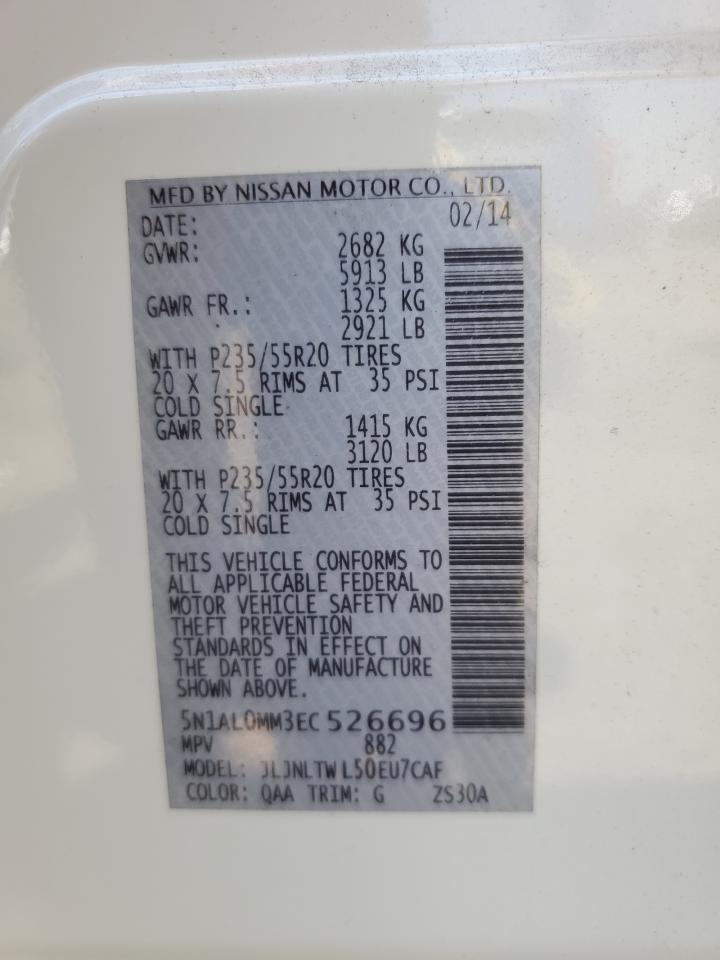 MFD BY NISSAN MOTOR CO., LTD.
DATE: 02/14
GVWR: 2682 KG
5913 LB
GAWR FR.: 1325 KG
2921 LB
WITH P235/55R20 TIRES
20 X 7.5 RIMS AT 35 PSI
COLD SINGLE
GAWR RR.: 1415 KG
3120 LB
WITH P235/55R20 TIRES
20 X 7.5 RIMS AT 35 PSI
COLD SINGLE
THIS VEHICLE CONFORMS TO
ALL APPLICABLE FEDERAL
MOTOR VEHICLE SAFETY AND
THEFT PREVENTION
STANDARDS IN EFFECT ON
THE DATE OF MANUFACTURE
SHOWN ABOVE.
5N1AL0MM3EC526696
MPV 882
MODEL: JLJNLTWL50EU7CAF
COLOR: QAA TRIM: G ZS30A